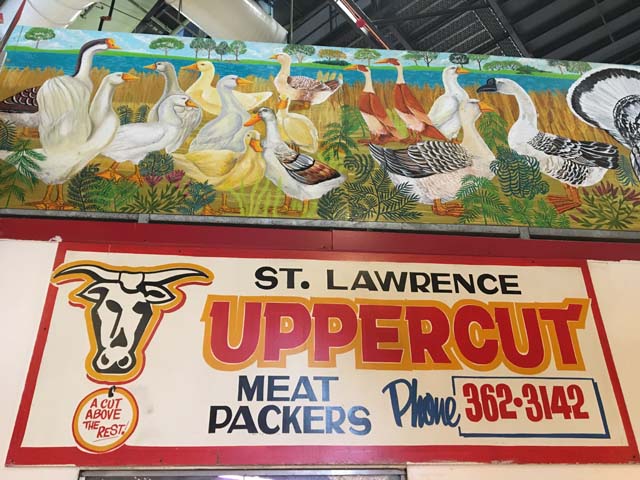 ST. LAWRENCE
UPPERCUT
MEAT
PACKERS
Phone 362-3142
A CUT
ABOVE
THE
REST!